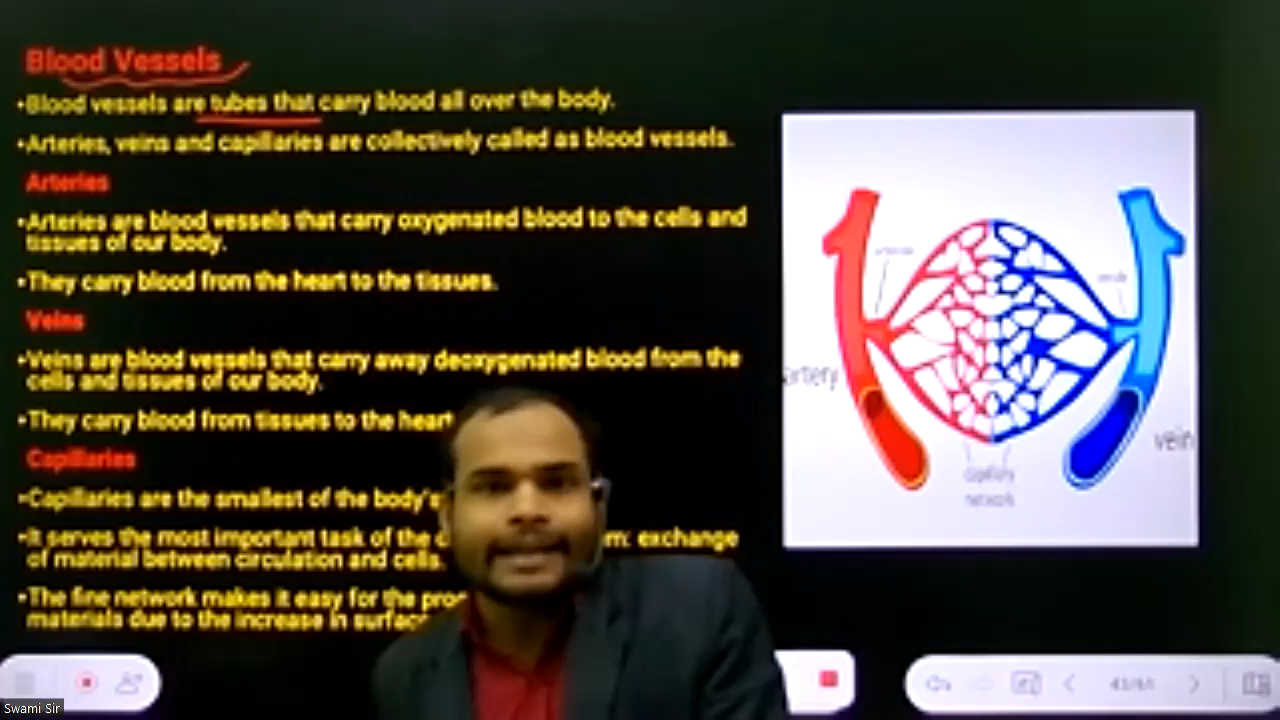 Blood Vessels
•Blood vessels are tubes that carry blood all over the body.
•Arteries, veins and capillaries are collectively called as blood vessels.
Arteries
•Arteries are blood vessels that carry oxygenated blood to the cells and
tissues of our body.
•They carry blood from the heart to the tissues.
Veins
•Veins are blood vessels that carry away deoxygenated blood from the
cells and tissues of our body.
•They carry blood from tissues to the heart
Capillaries
•Capillaries are the smallest of the body's
•It serves the most important task of the
exchange
of material between circulation and cells.
•The fine network makes it easy for the
materials due to the increase in
artery
vein
capillary
network
43/61
Swami Sir